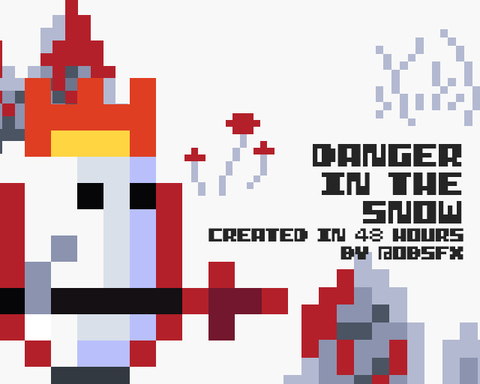 DANGER
IN THE
SNOW
CREATED IN 48 HOURS
BY @OBSFX